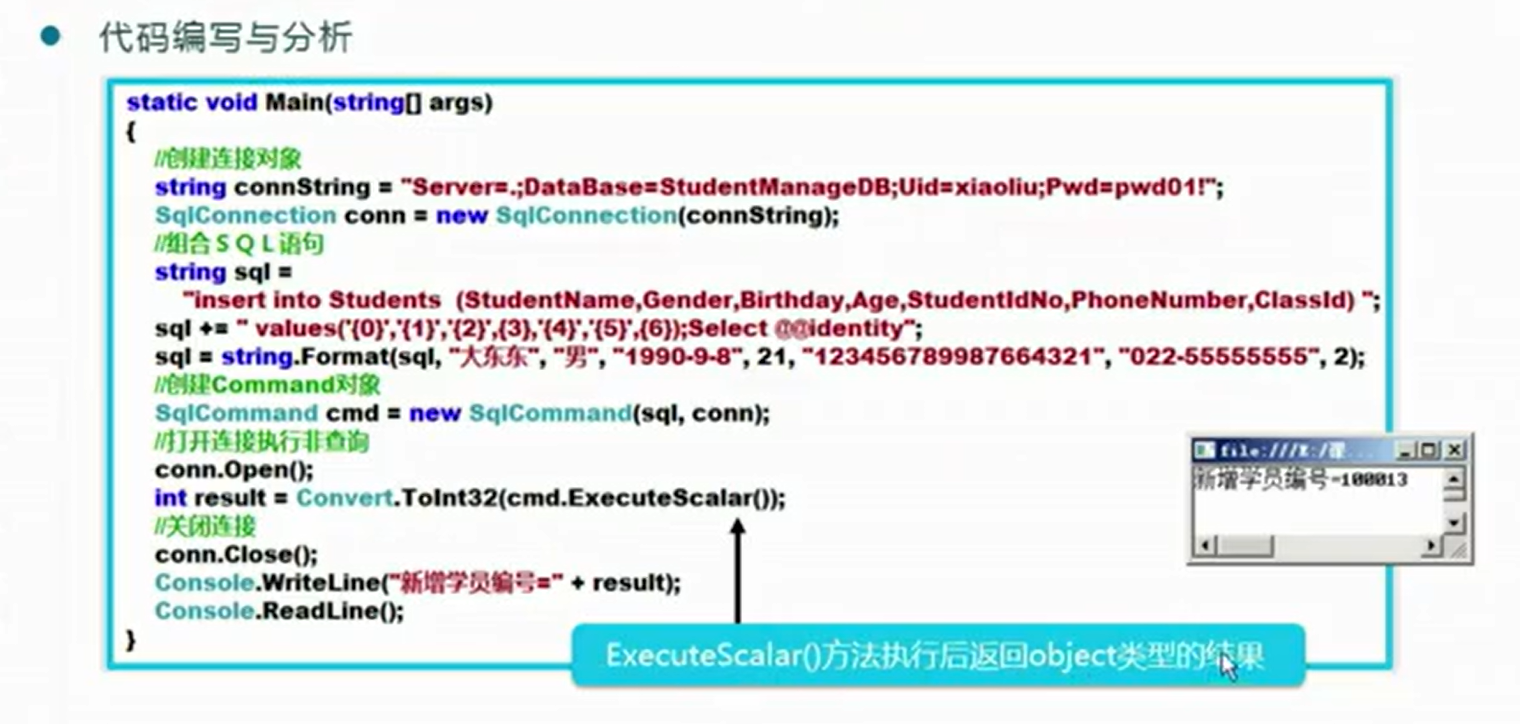 代码编写与分析
static void Main(string[] args)
{
//创建连接对象
string connString = "Server=.;DataBase=StudentManageDB;Uid=xiaoliu;Pwd=pwd01!";
SqlConnection conn = new SqlConnection(connString);
//组合ＳＱＬ语句
string sql =
"insert into Students  (StudentName,Gender,Birthday,Age,StudentIdNo,PhoneNumber,ClassId) ";
sql += " values('{0}','{1}','{2}',{3},'{4}','{5}',{6});Select @@identity";
sql = string.Format(sql, "大东东", "男", "1990-9-8", 21, "123456789987664321", "022-55555555", 2);
//创建Command对象
SqlCommand cmd = new SqlCommand(sql, conn);
//打开连接执行非查询
conn.Open();
int result = Convert.ToInt32(cmd.ExecuteScalar());
//关闭连接
conn.Close();
Console.WriteLine("新增学员编号=" + result);
Console.ReadLine();
}
file:///E:/课...
新增学员编号=100013
ExecuteScalar()方法执行后返回object类型的结果